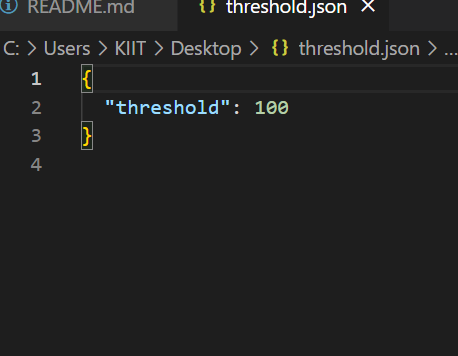 README.md {} threshold.json ×
C: > Users > KIIT > Desktop > {} threshold.json > ...
1 {
2 "threshold": 100
3 }
4